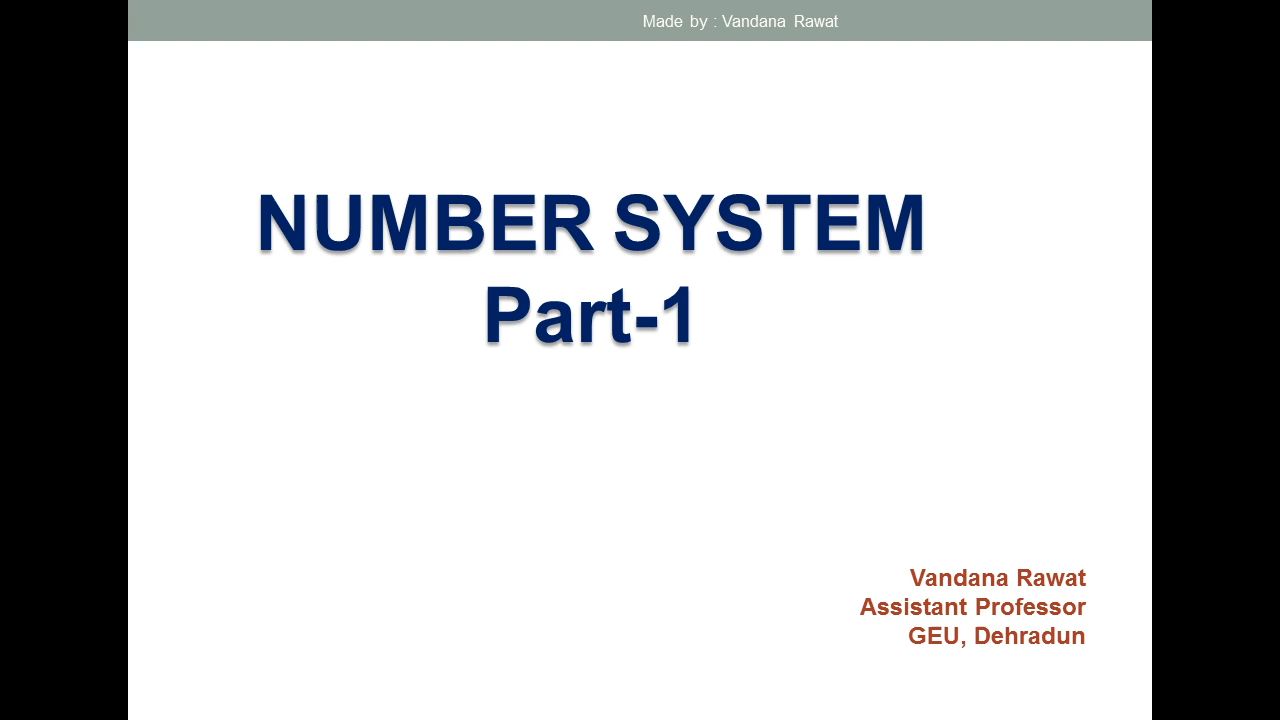 Made by : Vandana Rawat
NUMBER SYSTEM
Part-1
Vandana Rawat
Assistant Professor
GEU, Dehradun